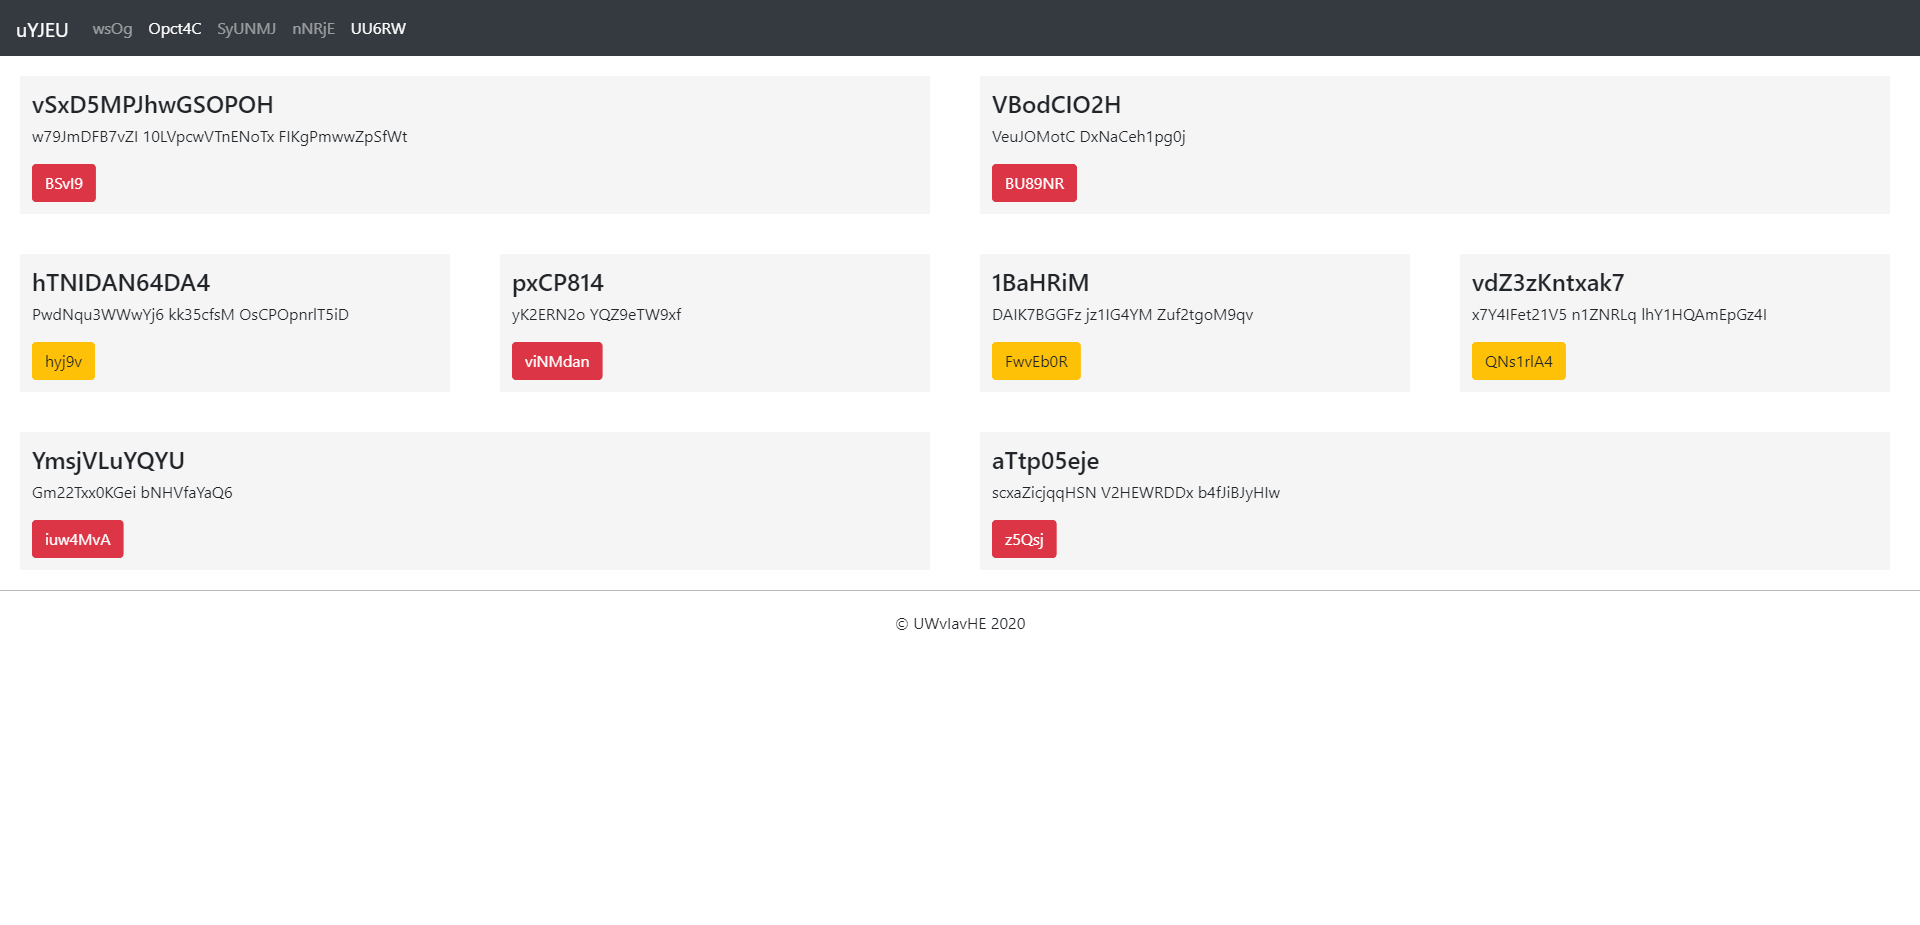 uYJEU wsOg Opct4C SyUNMJ nNRjE UU6RW
vSxD5MPJhwGSOPOH
w79JmDFB7vZI 10LVpcwVTnENoTx FIKgPmwwZpSfWt
BSvI9
VBodCIO2H
VeuJOMotC DxNaCeh1pg0j
BU89NR
hTNIDAN64DA4
PwdNqu3WWwYj6 kk35cfsM OsCPOpnrlT5iD
hyj9v
pxCP814
yK2ERN2o YQZ9eTW9xf
viNMdan
1BaHRiM
DAIK7BGGFz jz1IG4YM Zuf2tgoM9qv
FwvEb0R
vdZ3zKntxak7
x7Y4IFet21V5 n1ZNRLq lhY1HQAmEpGz4I
QNs1rlA4
YmsjVLuYQYU
Gm22Txx0KGei bNHVfaYaQ6
iuw4MvA
aTtp05eje
scxaZicjqqHSN V2HEWRDDx b4fJiBJyHIw
z5Qsj
© UWvIavHE 2020